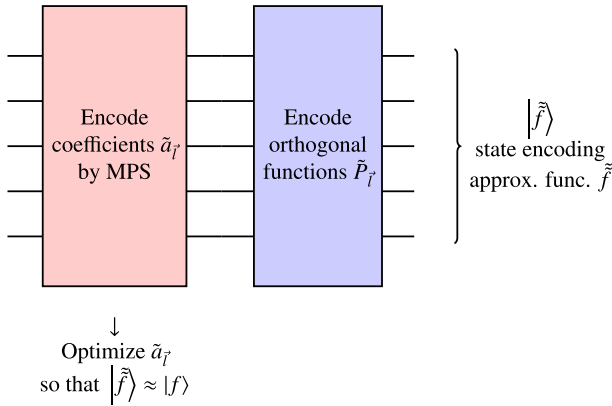 Encode
coefficients ã_l⃗
by MPS
Encode
orthogonal
functions P̃_l⃗
|f̃̃⟩
state encoding
approx. func. f̃̃
↓
Optimize ã_l⃗
so that |f̃̃⟩ ≈ |f⟩